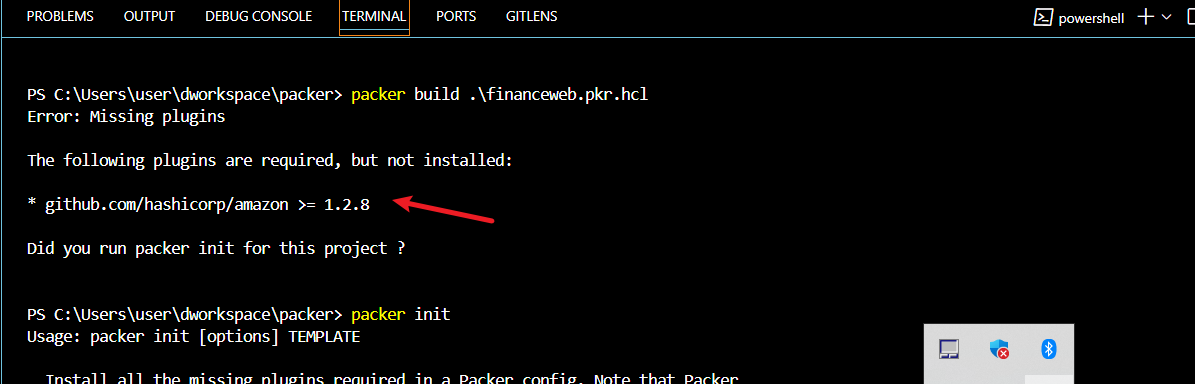 PROBLEMS OUTPUT DEBUG CONSOLE TERMINAL PORTS GITLENS powershell
PS C:\Users\user\dworkspace\packer> packer build .\financeweb.pkr.hcl
Error: Missing plugins
The following plugins are required, but not installed:
* github.com/hashicorp/amazon >= 1.2.8
Did you run packer init for this project ?
PS C:\Users\user\dworkspace\packer> packer init
Usage: packer init [options] TEMPLATE
Install all the missing plugins required in a Packer config. Note that Packer